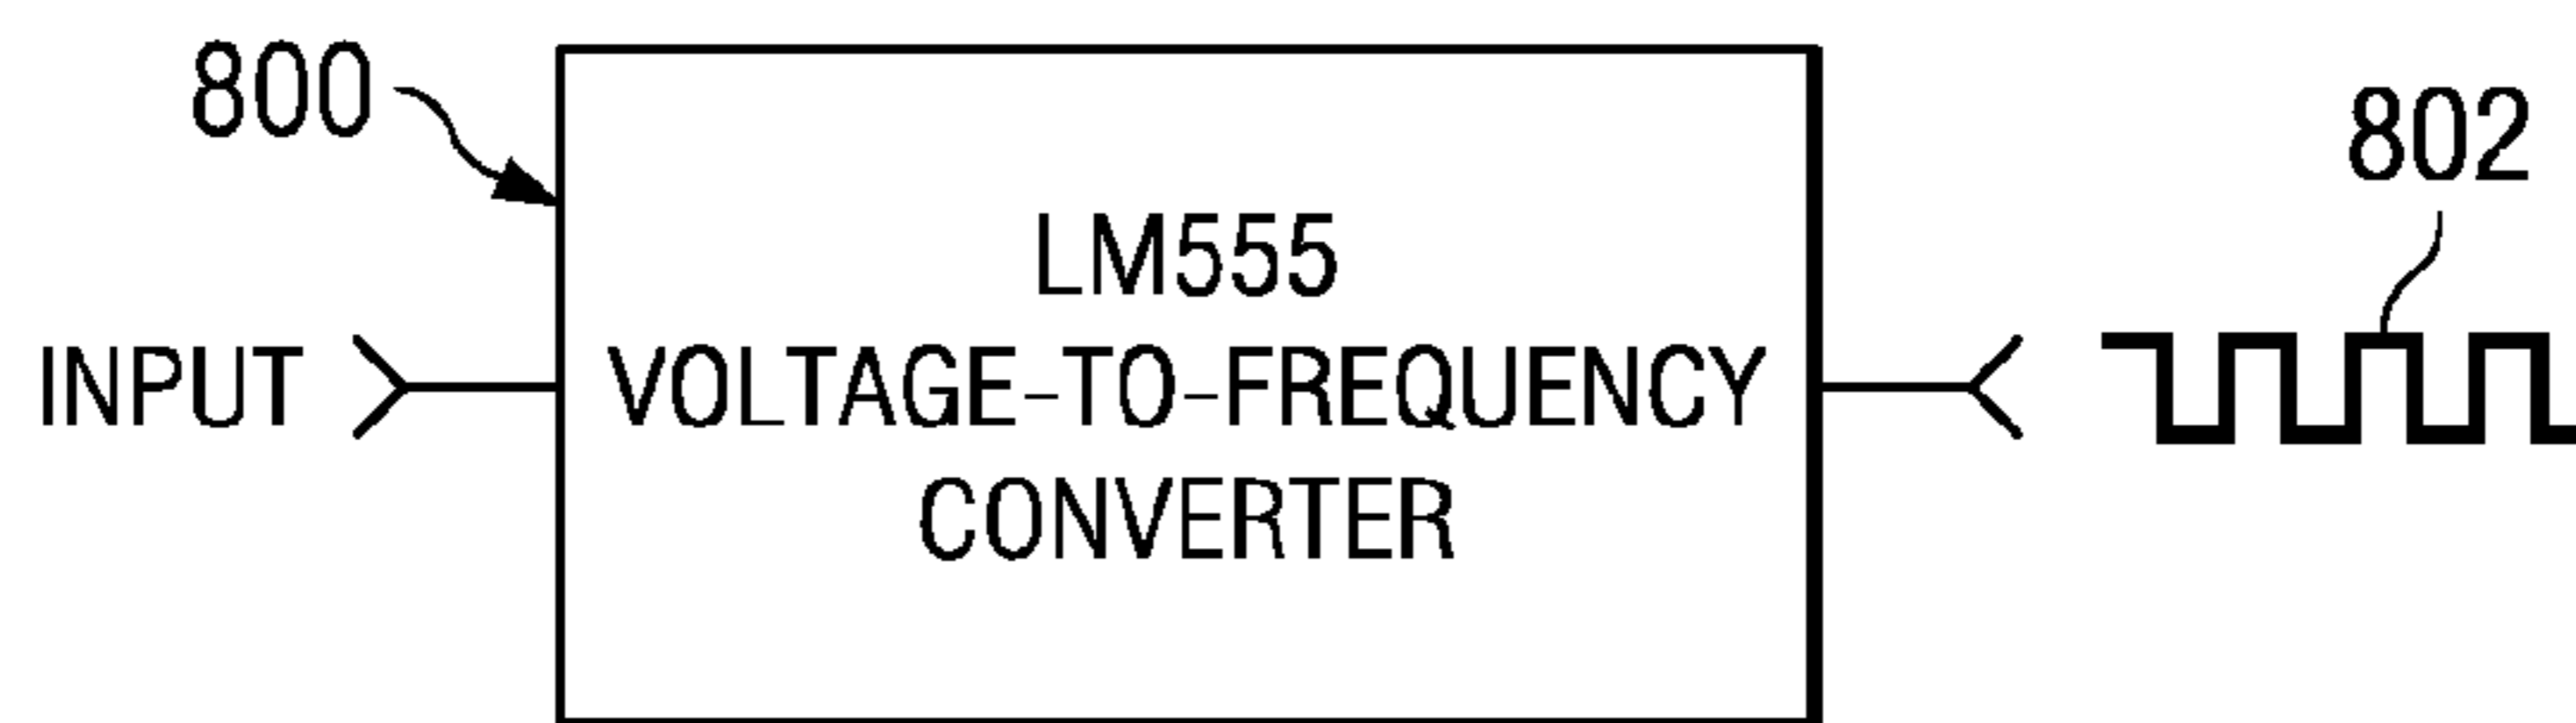 800
802
LM555
INPUT
VOLTAGE-TO-FREQUENCY
CONVERTER